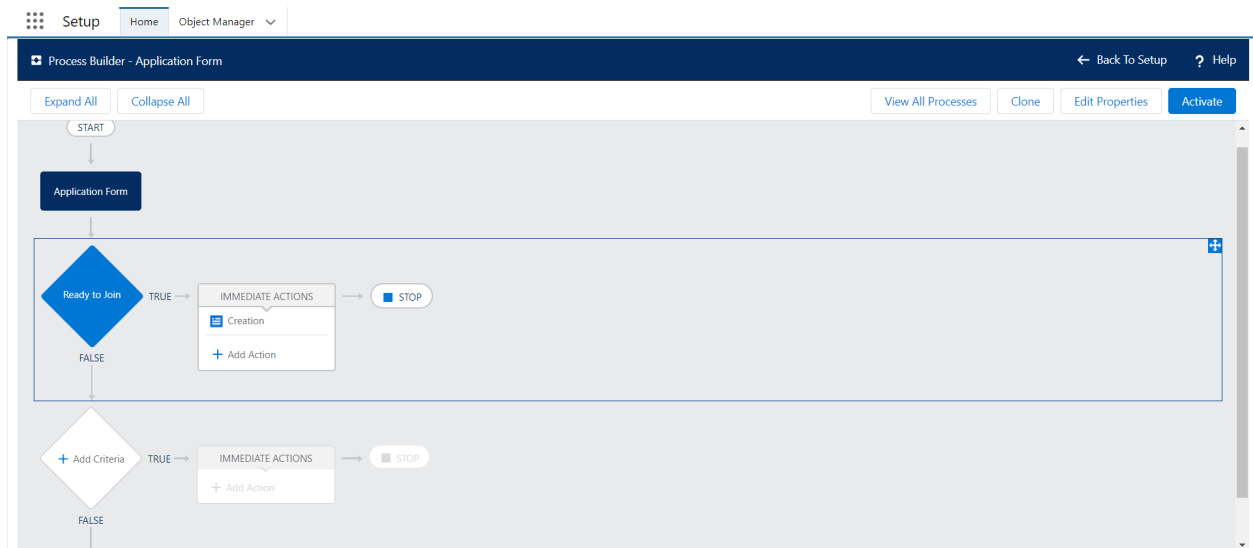 Setup Home Object Manager
Process Builder - Application Form Back To Setup ? Help
Expand All Collapse All View All Processes Clone Edit Properties Activate
START
Application Form
Ready to Join TRUE IMMEDIATE ACTIONS STOP
Creation
+ Add Action
FALSE
+ Add Criteria TRUE IMMEDIATE ACTIONS STOP
+ Add Action
FALSE